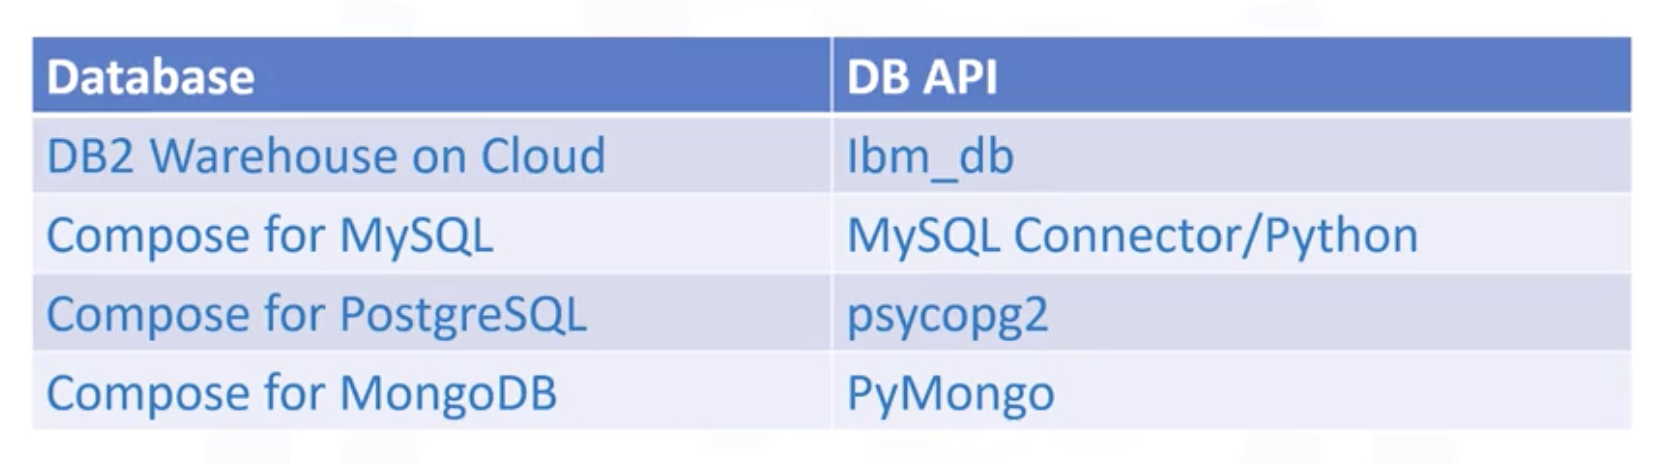 Database DB API
DB2 Warehouse on Cloud Ibm_db
Compose for MySQL MySQL Connector/Python
Compose for PostgreSQL psycopg2
Compose for MongoDB PyMongo